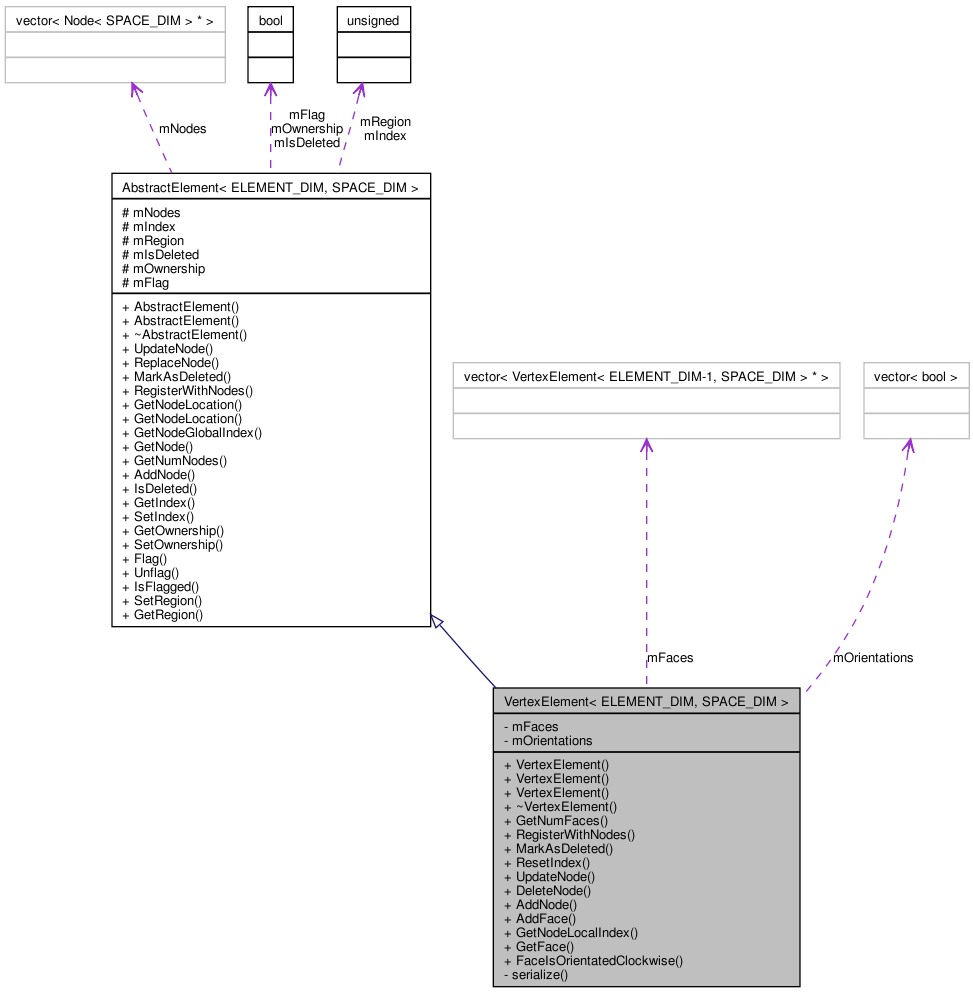 vector< Node< SPACE_DIM > * >
bool
unsigned
mNodes
mFlag
mOwnership
mIsDeleted
mRegion
mIndex
AbstractElement< ELEMENT_DIM, SPACE_DIM >
# mNodes
# mIndex
# mRegion
# mIsDeleted
# mOwnership
# mFlag
+ AbstractElement()
+ AbstractElement()
+ ~AbstractElement()
+ UpdateNode()
+ ReplaceNode()
+ MarkAsDeleted()
+ RegisterWithNodes()
+ GetNodeLocation()
+ GetNodeLocation()
+ GetNodeGlobalIndex()
+ GetNode()
+ GetNumNodes()
+ AddNode()
+ IsDeleted()
+ GetIndex()
+ SetIndex()
+ GetOwnership()
+ SetOwnership()
+ Flag()
+ Unflag()
+ IsFlagged()
+ SetRegion()
+ GetRegion()
vector< VertexElement< ELEMENT_DIM-1, SPACE_DIM > * >
vector< bool >
mFaces
mOrientations
VertexElement< ELEMENT_DIM, SPACE_DIM >
- mFaces
- mOrientations
+ VertexElement()
+ VertexElement()
+ VertexElement()
+ ~VertexElement()
+ GetNumFaces()
+ RegisterWithNodes()
+ MarkAsDeleted()
+ ResetIndex()
+ UpdateNode()
+ DeleteNode()
+ AddNode()
+ AddFace()
+ GetNodeLocalIndex()
+ GetFace()
+ FaceIsOrientatedClockwise()
- serialize()